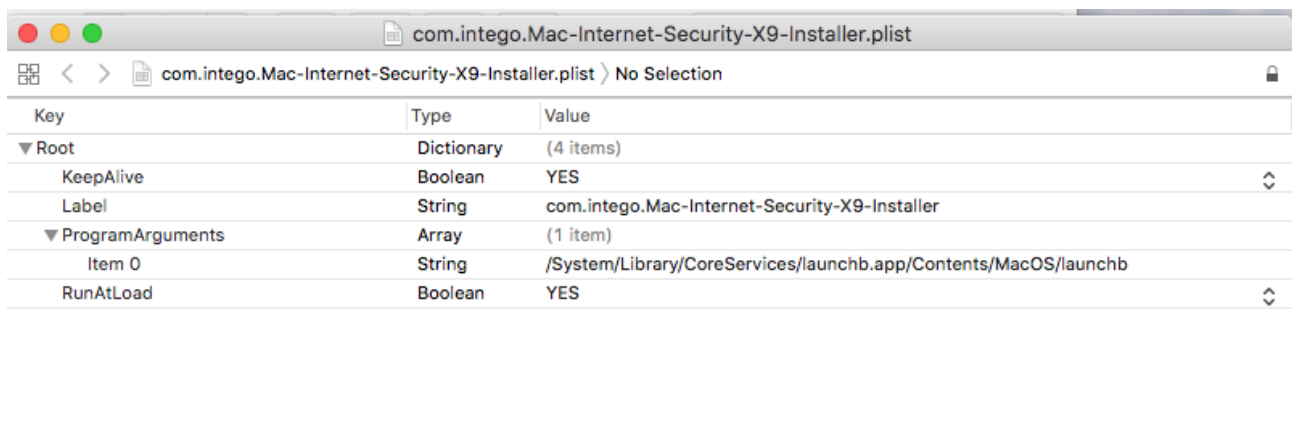 com.intego.Mac-Internet-Security-X9-Installer.plist
com.intego.Mac-Internet-Security-X9-Installer.plist 〉 No Selection
Key Type Value
Root Dictionary (4 items)
KeepAlive Boolean YES
Label String com.intego.Mac-Internet-Security-X9-Installer
ProgramArguments Array (1 item)
Item 0 String /System/Library/CoreServices/launchb.app/Contents/MacOS/launchb
RunAtLoad Boolean YES